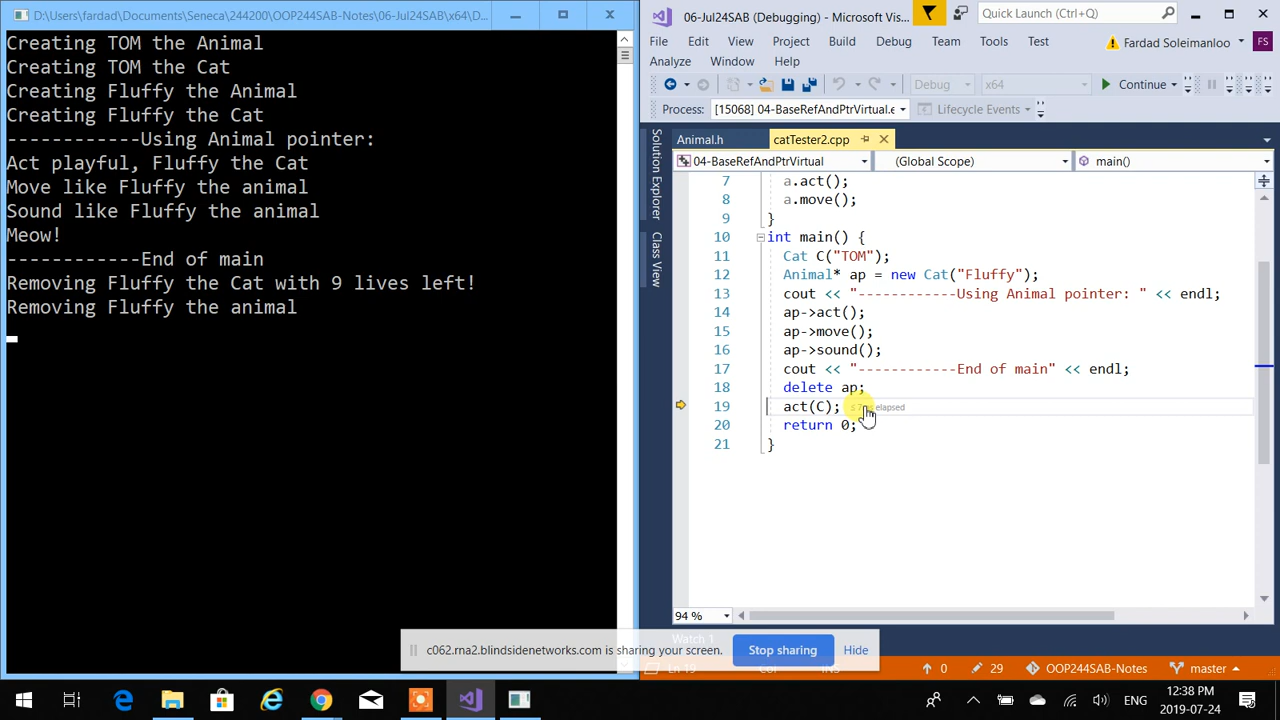 D:\Users\fardad\Documents\Seneca\244200\OOP244SAB-Notes\06-Jul24SAB\x64\D...
Creating TOM the Animal
Creating TOM the Cat
Creating Fluffy the Animal
Creating Fluffy the Cat
------------Using Animal pointer:
Act playful, Fluffy the Cat
Move like Fluffy the animal
Sound like Fluffy the animal
Meow!
------------End of main
Removing Fluffy the Cat with 9 lives left!
Removing Fluffy the animal
06-Jul24SAB (Debugging) - Microsoft Vis...
Quick Launch (Ctrl+Q)
File Edit View Project Build Debug Team Tools Test
Fardad Soleimanloo FS
Analyze Window Help
Debug x64 Continue
Process: [15068] 04-BaseRefAndPtrVirtual.e Lifecycle Events
Solution Explorer
Class View
Animal.h catTester2.cpp
04-BaseRefAndPtrVirtual (Global Scope) main()
7 a.act();
8 a.move();
9 }
10 int main() {
11 Cat C("TOM");
12 Animal* ap = new Cat("Fluffy");
13 cout << "------------Using Animal pointer: " << endl;
14 ap->act();
15 ap->move();
16 ap->sound();
17 cout << "------------End of main" << endl;
18 delete ap;
19 act(C); elapsed
20 return 0;
21 }
94 %
Watch 1
c062.rna2.blindsidenetworks.com is sharing your screen. Stop sharing Hide
Ln 19 Col INS 0 29 OOP244SAB-Notes master
ENG
12:38 PM
2019-07-24